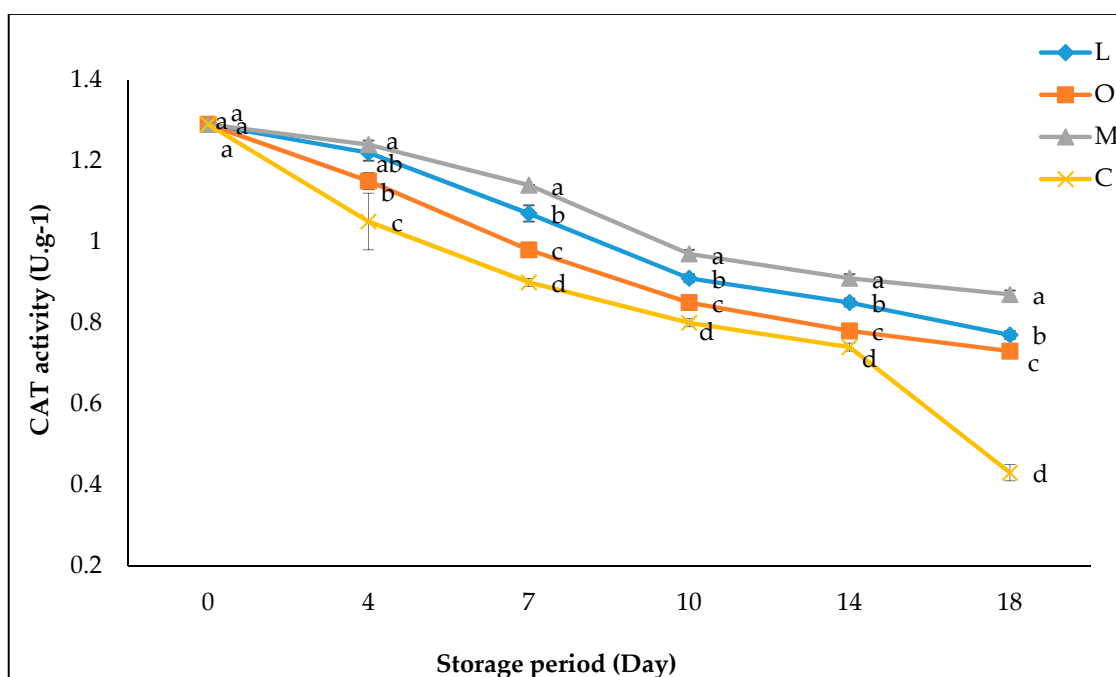 L
O
M
C
1.4
1.2
1
0.8
0.6
0.4
0.2
CAT activity (U.g-1)
a
a
a
a
a
ab
b
c
a
b
c
d
a
b
c
d
a
b
c
d
a
b
c
d
0 4 7 10 14 18
Storage period (Day)